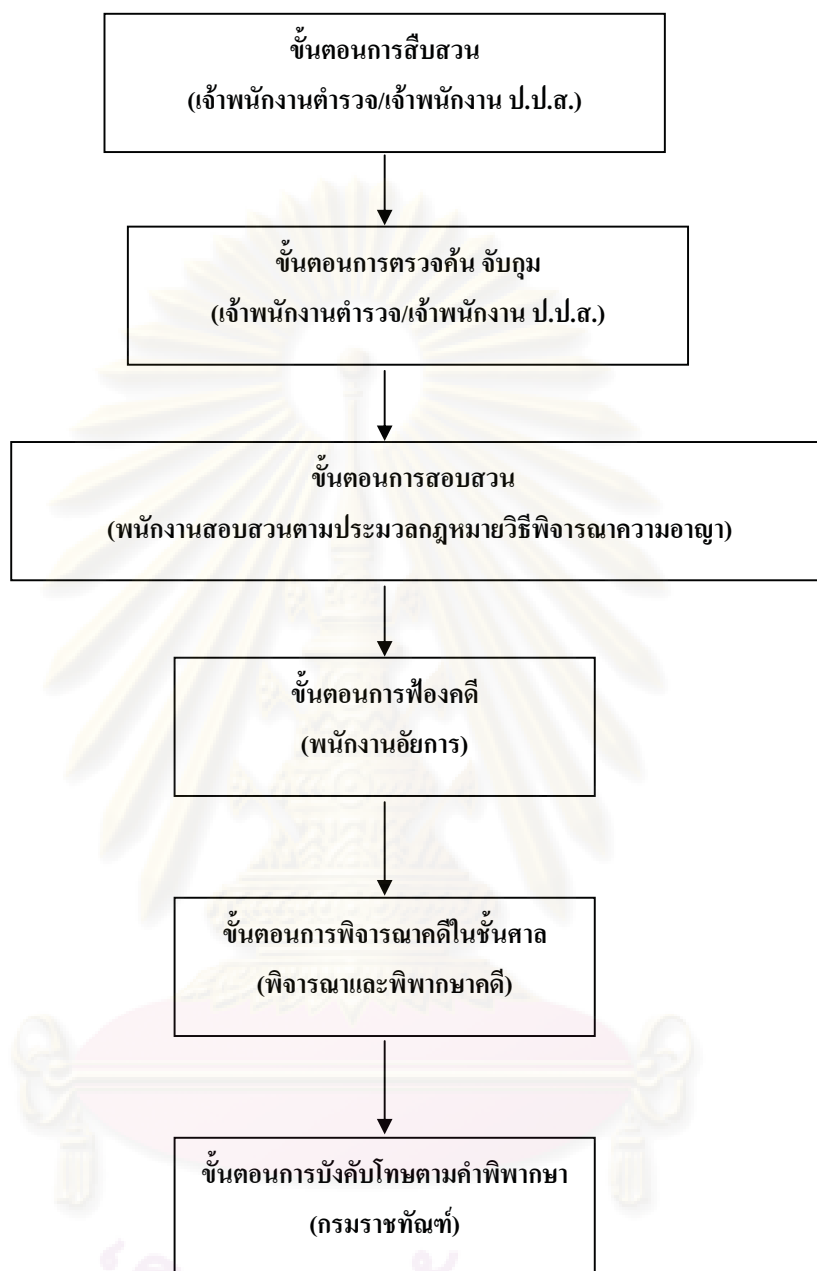 ขั้นตอนการสืบสวน
(เจ้าพนักงานตำรวจ/เจ้าพนักงาน ป.ป.ส.)
ขั้นตอนการตรวจค้น จับกุม
(เจ้าพนักงานตำรวจ/เจ้าพนักงาน ป.ป.ส.)
ขั้นตอนการสอบสวน
(พนักงานสอบสวนตามประมวลกฎหมายวิธีพิจารณาความอาญา)
ขั้นตอนการฟ้องคดี
(พนักงานอัยการ)
ขั้นตอนการพิจารณาคดีในชั้นศาล
(พิจารณาและพิพากษาคดี)
ขั้นตอนการบังคับโทษตามคำพิพากษา
(กรมราชทัณฑ์)